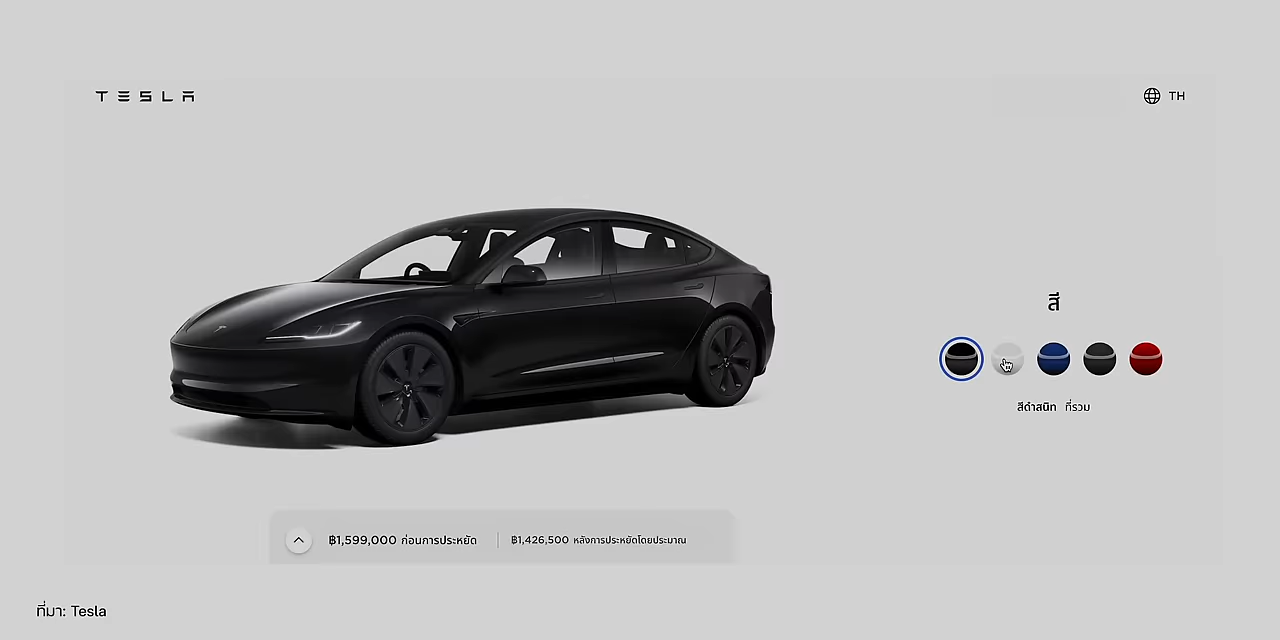 TESLA
TH
สี
สีดำสนิท ที่รวม
฿1,599,000 ก่อนการประหยัด
฿1,426,500 หลังการประหยัดโดยประมาณ
ที่มา: Tesla